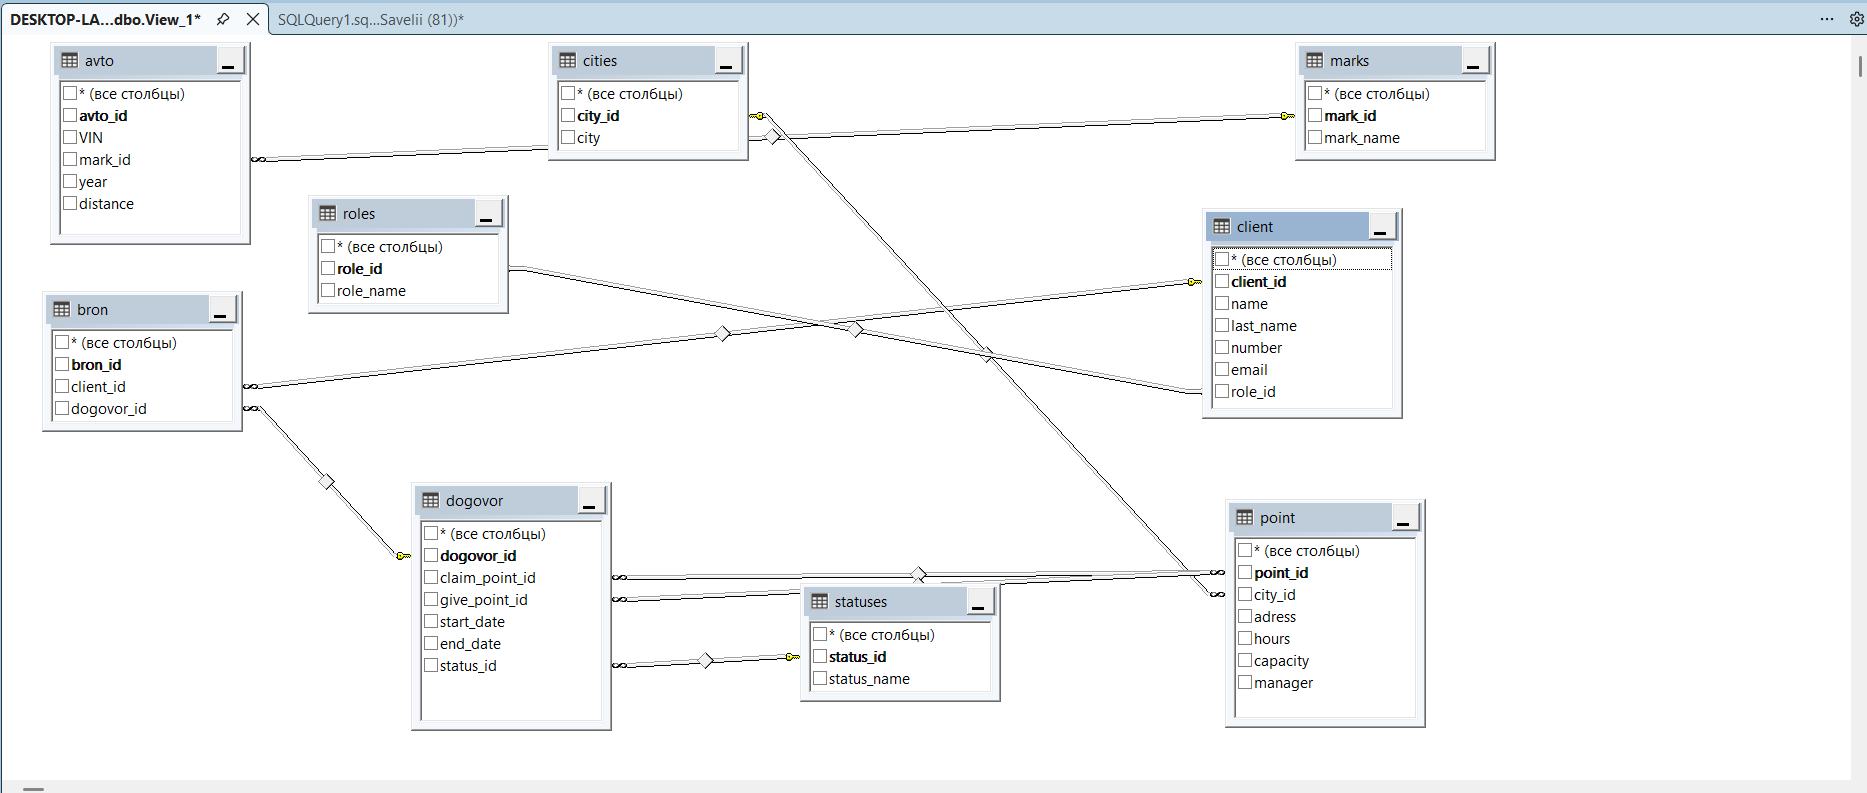 DESKTOP-LA...dbo.View_1*
SQLQuery1.sq...Savelii (81))*
avto
* (все столбцы)
avto_id
VIN
mark_id
year
distance
cities
* (все столбцы)
city_id
city
marks
* (все столбцы)
mark_id
mark_name
roles
* (все столбцы)
role_id
role_name
client
* (все столбцы)
client_id
name
last_name
number
email
role_id
bron
* (все столбцы)
bron_id
client_id
dogovor_id
dogovor
* (все столбцы)
dogovor_id
claim_point_id
give_point_id
start_date
end_date
status_id
statuses
* (все столбцы)
status_id
status_name
point
* (все столбцы)
point_id
city_id
adress
hours
capacity
manager